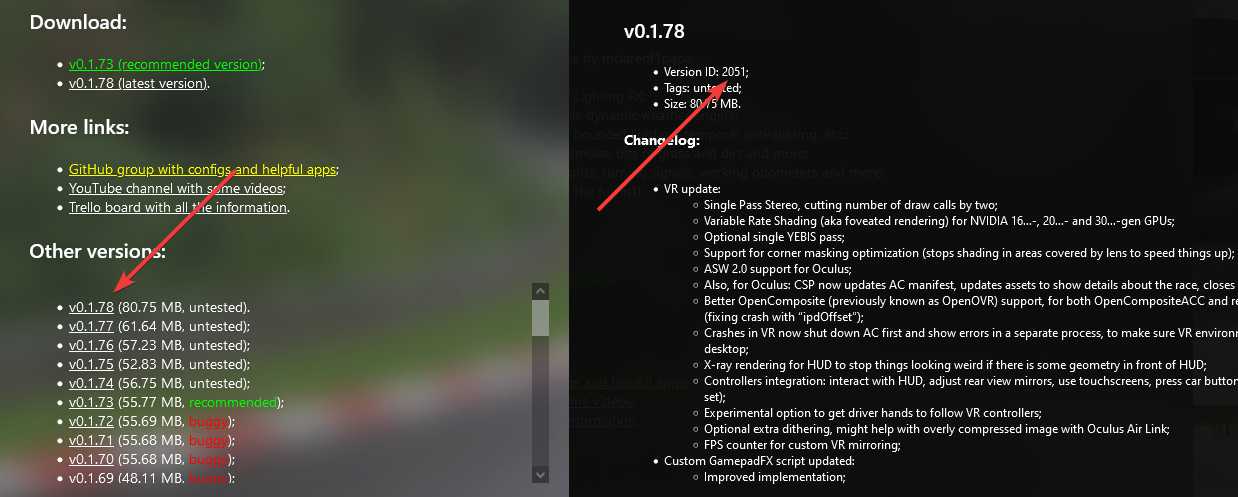 Download:
v0.1.73 (recommended version);
v0.1.78 (latest version).
More links:
GitHub group with configs and helpful apps;
YouTube channel with some videos;
Trello board with all the information.
Other versions:
v0.1.78 (80.75 MB, untested).
v0.1.77 (61.64 MB, untested);
v0.1.76 (57.23 MB, untested);
v0.1.75 (52.83 MB, untested);
v0.1.74 (56.75 MB, untested);
v0.1.73 (55.77 MB, recommended);
v0.1.72 (55.69 MB, buggy);
v0.1.71 (55.68 MB, buggy);
v0.1.70 (55.68 MB, buggy);
v0.1.69 (48.11 MB, buggy);
v0.1.78
Version ID: 2051;
Tags: untested;
Size: 80.75 MB.
Changelog:
VR update:
Single Pass Stereo, cutting number of draw calls by two;
Variable Rate Shading (aka foveated rendering) for NVIDIA 16…-, 20…- and 30…-gen GPUs;
Optional single YEBIS pass;
Support for corner masking optimization (stops shading in areas covered by lens to speed things up);
ASW 2.0 support for Oculus;
Also, for Oculus: CSP now updates AC manifest, updates assets to show details about the race, closes
Better OpenComposite (previously known as OpenOVR) support, for both OpenCompositeACC and re
(fixing crash with “ipdOffset”);
Crashes in VR now shut down AC first and show errors in a separate process, to make sure VR environ
desktop;
X-ray rendering for HUD to stop things looking weird if there is some geometry in front of HUD;
Controllers integration: interact with HUD, adjust rear view mirrors, use touchscreens, press car button
set);
Experimental option to get driver hands to follow VR controllers;
Optional extra dithering, might help with overly compressed image with Oculus Air Link;
FPS counter for custom VR mirroring;
Custom GamepadFX script updated:
Improved implementation;